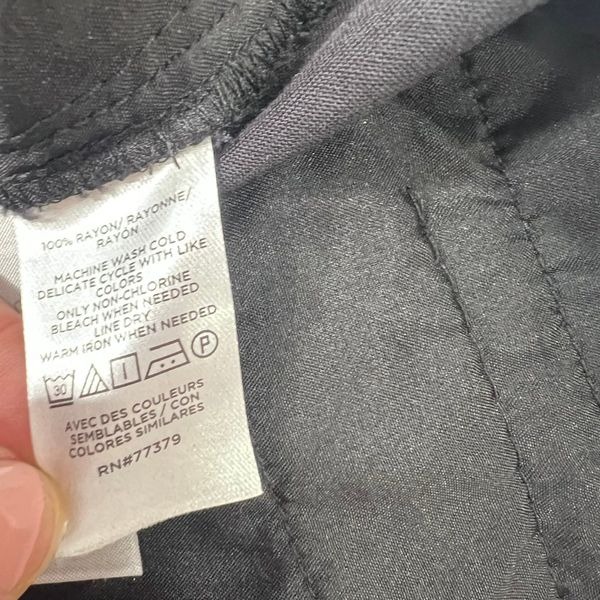 100% RAYON/ RAYONNE/
RAYON
MACHINE WASH COLD
DELICATE CYCLE WITH LIKE
COLORS
ONLY NON-CHLORINE
BLEACH WHEN NEEDED
LINE DRY
WARM IRON WHEN NEEDED
30 P
AVEC DES COULEURS
SEMBLABLES / CON
COLORES SIMILARES
RN#77379